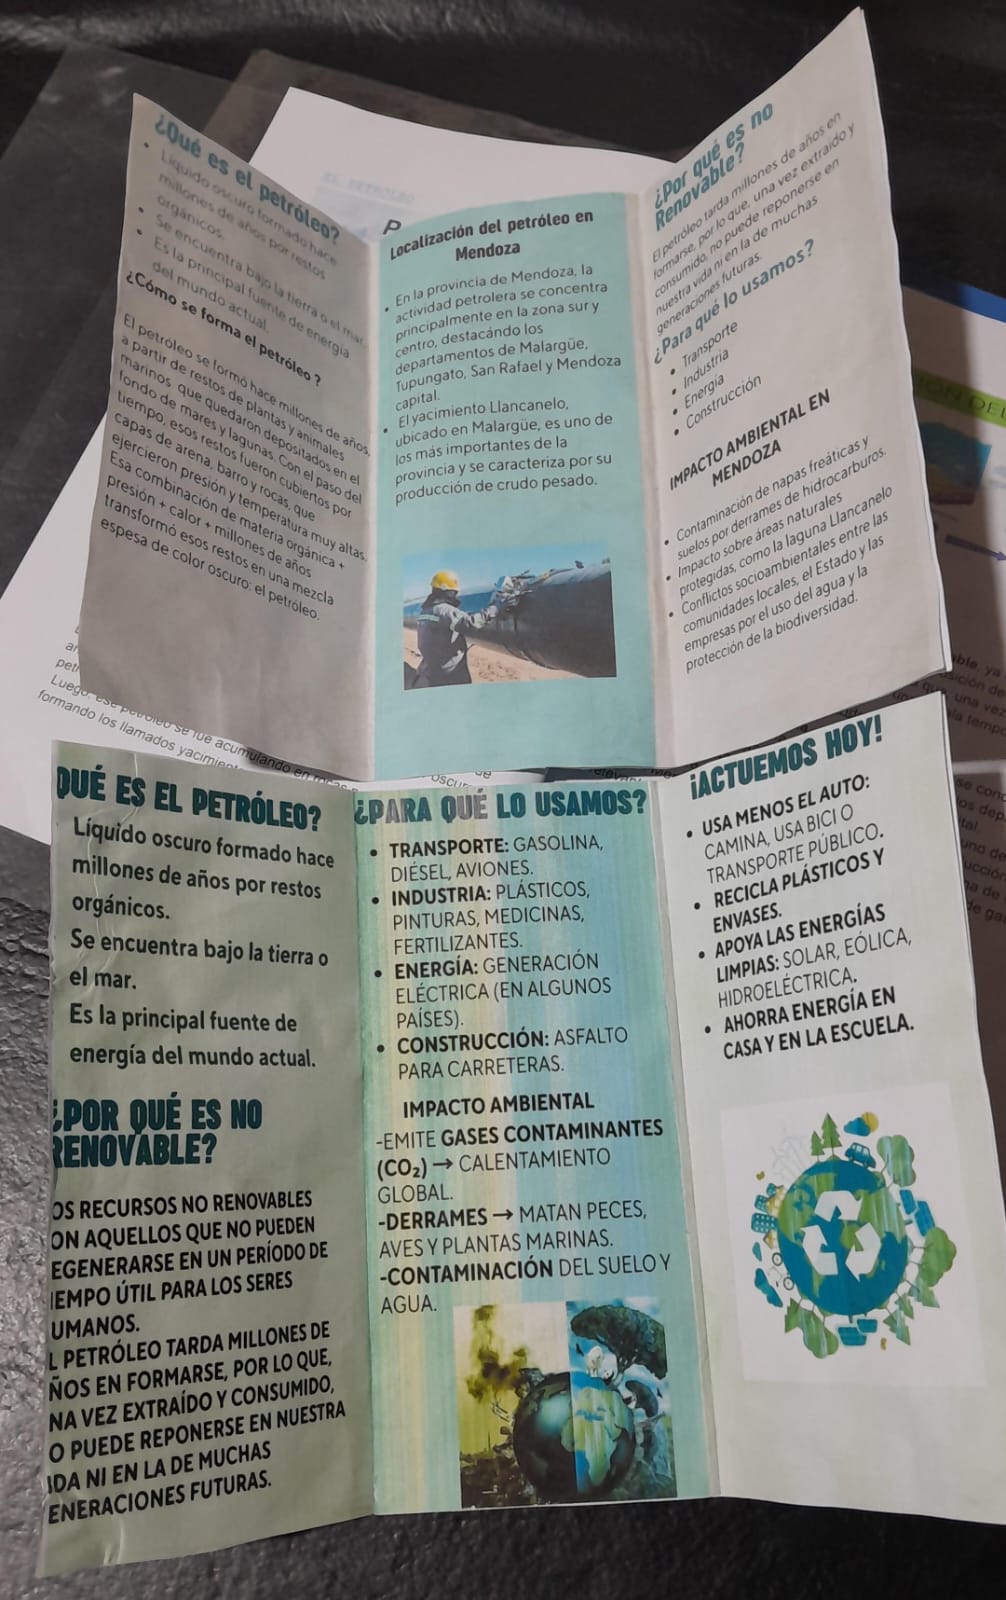 ¿Qué es el petróleo?
• Líquido oscuro formado hace
millones de años por restos
orgánicos.
• Se encuentra bajo la tierra o el mar.
• Es la principal fuente de energía
del mundo actual.
¿Cómo se forma el petróleo ?
El petróleo se formó hace millones de años,
a partir de restos de plantas y animales
marinos que quedaron depositados en el
fondo de mares y lagunas. Con el paso del
tiempo, esos restos fueron cubiertos por
capas de arena, barro y rocas, que
ejercieron presión y temperatura muy altas.
Esa combinación de materia orgánica +
presión + calor + millones de años
transformó esos restos en una mezcla
espesa de color oscuro: el petróleo.
Localización del petróleo en
Mendoza
• En la provincia de Mendoza, la
actividad petrolera se concentra
principalmente en la zona sur y
centro, destacándo los
departamentos de Malargüe,
Tupungato, San Rafael y Mendoza
capital.
• El yacimiento Llancanelo,
ubicado en Malargüe, es uno de
los más importantes de la
provincia y se caracteriza por su
producción de crudo pesado.
¿Por qué es no
Renovable?
El petróleo tarda millones de años en
formarse, por lo que, una vez extraído y
consumido, no puede reponerse en
nuestra vida ni en la de muchas
generaciones futuras.
¿Para qué lo usamos?
• Transporte
• Industria
• Energía
• Construcción
IMPACTO AMBIENTAL EN
MENDOZA
• Contaminación de napas freáticas y
suelos por derrames de hidrocarburos.
• Impacto sobre áreas naturales
protegidas, como la laguna Llancanelo
• Conflictos socioambientales entre las
comunidades locales, el Estado y las
empresas por el uso del agua y la
protección de la biodiversidad.
Luego, ese petróleo se fue acumulando en
formando los llamados yacimient
QUÉ ES EL PETRÓLEO?
Líquido oscuro formado hace
millones de años por restos
orgánicos.
Se encuentra bajo la tierra o
el mar.
Es la principal fuente de
energía del mundo actual.
¿POR QUÉ ES NO
RENOVABLE?
OS RECURSOS NO RENOVABLES
ON AQUELLOS QUE NO PUEDEN
EGENERARSE EN UN PERÍODO DE
IEMPO ÚTIL PARA LOS SERES
UMANOS.
L PETRÓLEO TARDA MILLONES DE
ÑOS EN FORMARSE, POR LO QUE,
NA VEZ EXTRAÍDO Y CONSUMIDO,
O PUEDE REPONERSE EN NUESTRA
IDA NI EN LA DE MUCHAS
ENERACIONES FUTURAS.
¿PARA QUÉ LO USAMOS?
• TRANSPORTE: GASOLINA,
DIÉSEL, AVIONES.
• INDUSTRIA: PLÁSTICOS,
PINTURAS, MEDICINAS,
FERTILIZANTES.
• ENERGÍA: GENERACIÓN
ELÉCTRICA (EN ALGUNOS
PAÍSES).
• CONSTRUCCIÓN: ASFALTO
PARA CARRETERAS.
IMPACTO AMBIENTAL
-EMITE GASES CONTAMINANTES
(CO₂) → CALENTAMIENTO
GLOBAL.
-DERRAMES → MATAN PECES,
AVES Y PLANTAS MARINAS.
-CONTAMINACIÓN DEL SUELO Y
AGUA.
¡ACTUEMOS HOY!
• USA MENOS EL AUTO:
CAMINA, USA BICI O
TRANSPORTE PÚBLICO.
• RECICLA PLÁSTICOS Y
ENVASES.
• APOYA LAS ENERGÍAS
LIMPIAS: SOLAR, EÓLICA,
HIDROELÉCTRICA.
• AHORRA ENERGÍA EN
CASA Y EN LA ESCUELA.